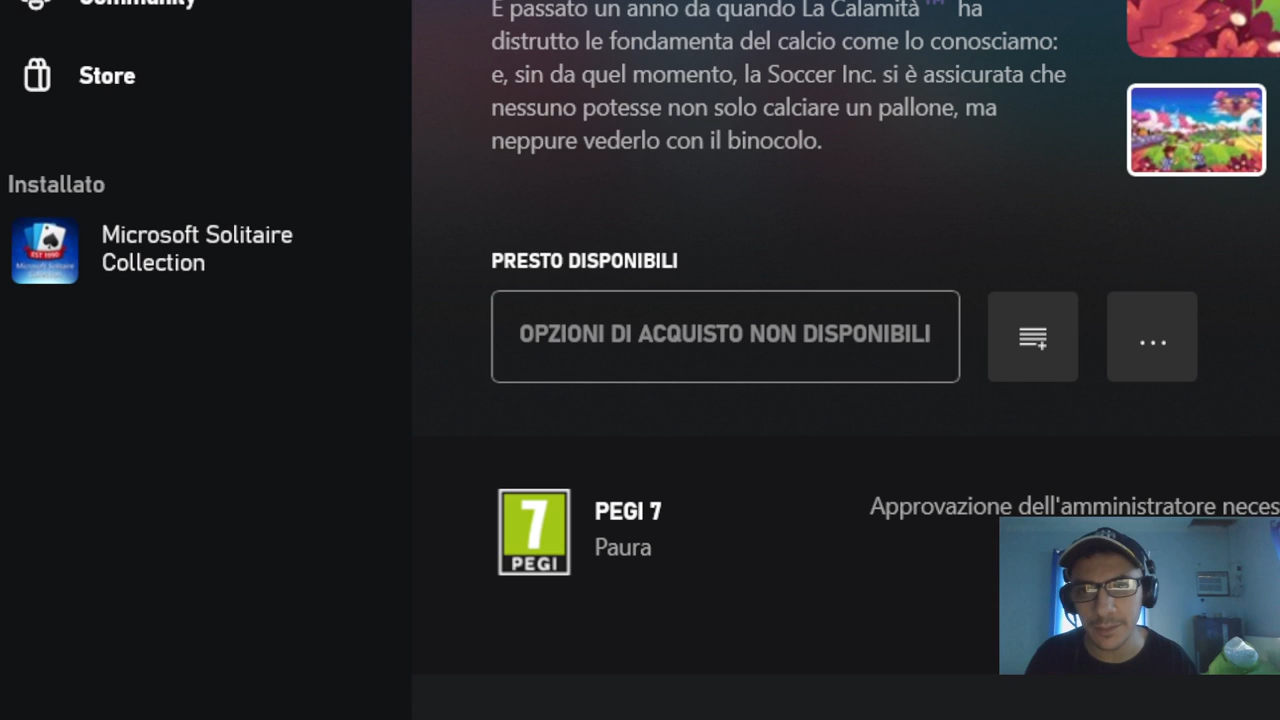 Community
Store
Installato
Microsoft Solitaire
Collection
È passato un anno da quando La Calamità™ ha
distrutto le fondamenta del calcio come lo conosciamo:
e, sin da quel momento, la Soccer Inc. si è assicurata che
nessuno potesse non solo calciare un pallone, ma
neppure vederlo con il binocolo.
PRESTO DISPONIBILI
OPZIONI DI ACQUISTO NON DISPONIBILI
...
7
PEGI
PEGI 7
Paura
Approvazione dell'amministratore neces